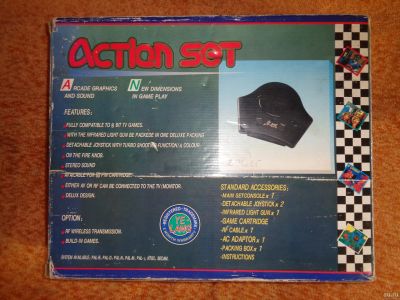 ACTION SET
ARCADE GRAPHICS
AND SOUND
NEW DIMENSIONS
IN GAME PLAY
FEATURES:
FULLY COMPATIBLE TO 8 BIT TV GAMES.
WITH THE INFRARED LIGHT GUN BE PACKEDE IN ONE DELUXE PACKING
DETACHABLE JOYSTICK WITH TURBO SHOOTING FUNCTION/4 COLOUR
ON THE FIRE KNOB.
STEREO SOUND
EITHER AV OR RF CAN BE CONNECTED TO THE TV/MONITOR.
DELUX DESIGN.
OPTION:
RF WIRELESS TRANSMISSION.
BUILD-IN GAMES.
STANDARD ACCESSORIES:
-MAIN SET/CONSOLE x 1
-DETACHABLE JOYSTICK x 2
-INFRARED LIGHT GUN x 1
-GAME CARTRIDGE
-RF CABLE x 1
-AC ADAPTOR x 1
-PACKING BOX x 1
-INSTRUCTIONS